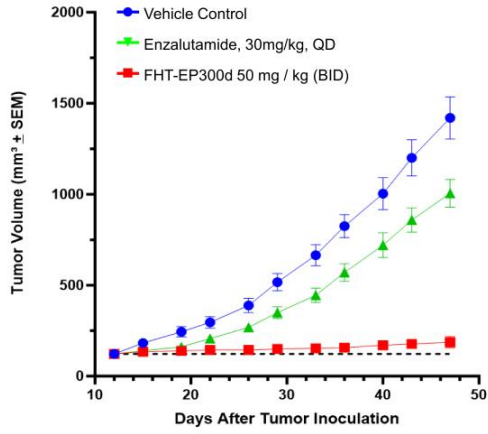 Vehicle Control
Enzalutamide, 30mg/kg, QD
FHT-EP300d 50 mg / kg (BID)
Tumor Volume (mm³ ± SEM)
1500
1000
500
0
10
20
30
40
50
Days After Tumor Inoculation